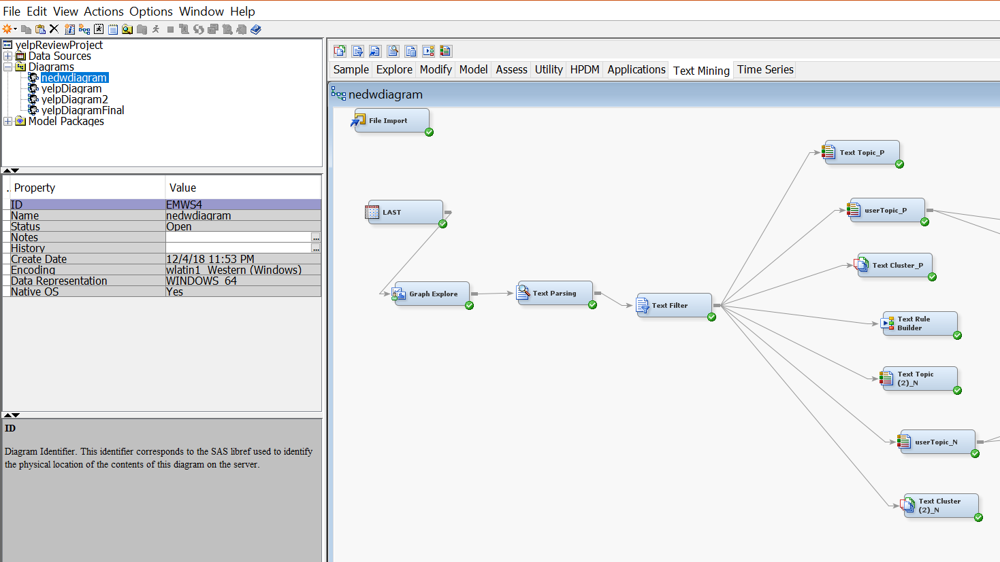 File Edit View Actions Options Window Help
yelpReviewProject
Data Sources
Diagrams
nedwdiagram
yelpDiagram
yelpDiagram2
yelpDiagramFinal
Model Packages
.. Property Value
ID EMWS4
Name nedwdiagram
Status Open
Notes ...
History ...
Create Date 12/4/18 11:53 PM
Encoding wlatin1 Western (Windows)
Data Representation WINDOWS_64
Native OS Yes
ID
Diagram Identifier. This identifier corresponds to the SAS libref used to identify
the physical location of the contents of this diagram on the server.
Sample Explore Modify Model Assess Utility HPDM Applications Text Mining Time Series
nedwdiagram
File Import
LAST
Graph Explore
Text Parsing
Text Filter
Text Topic_P
userTopic_P
Text Cluster_P
Text Rule
Builder
Text Topic
(2)_N
userTopic_N
Text Cluster
(2)_N